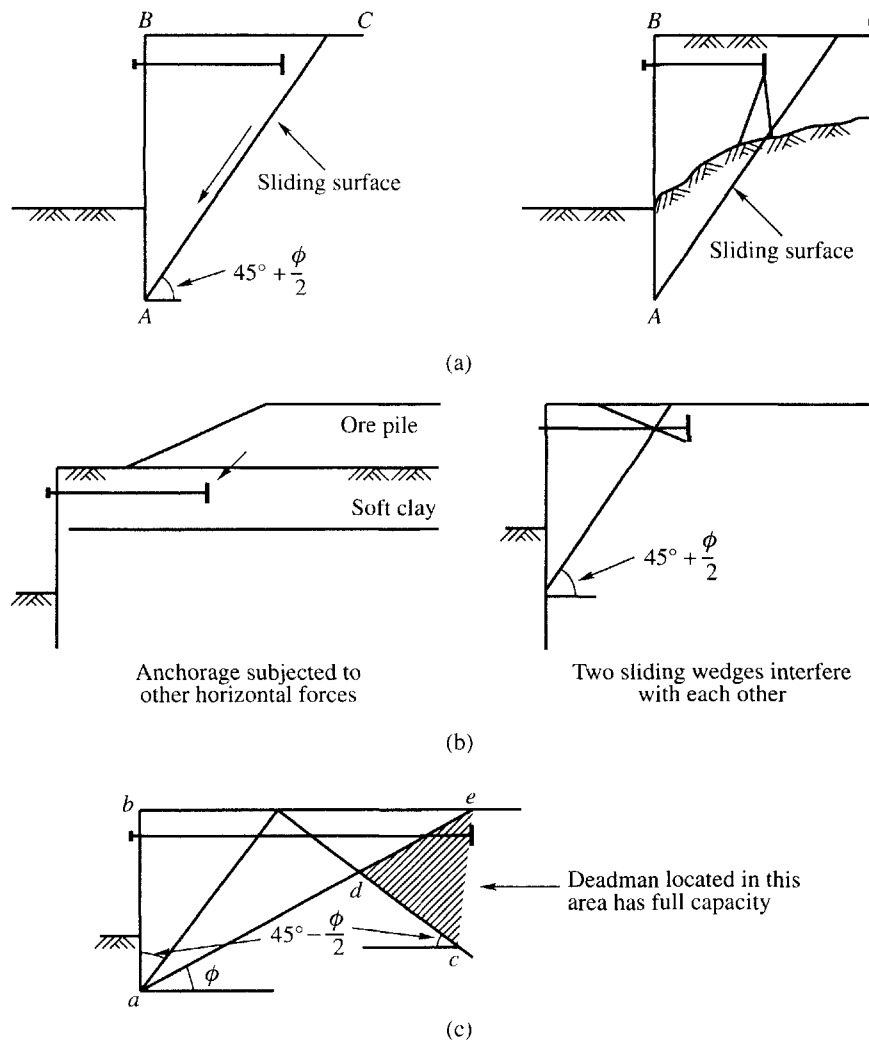 B
C
Sliding surface
45° + φ/2
A
B
Sliding surface
A
(a)
Ore pile
Soft clay
Anchorage subjected to
other horizontal forces
45° + φ/2
Two sliding wedges interfere
with each other
(b)
b
e
d
Deadman located in this
area has full capacity
45° − φ/2
c
φ
a
(c)